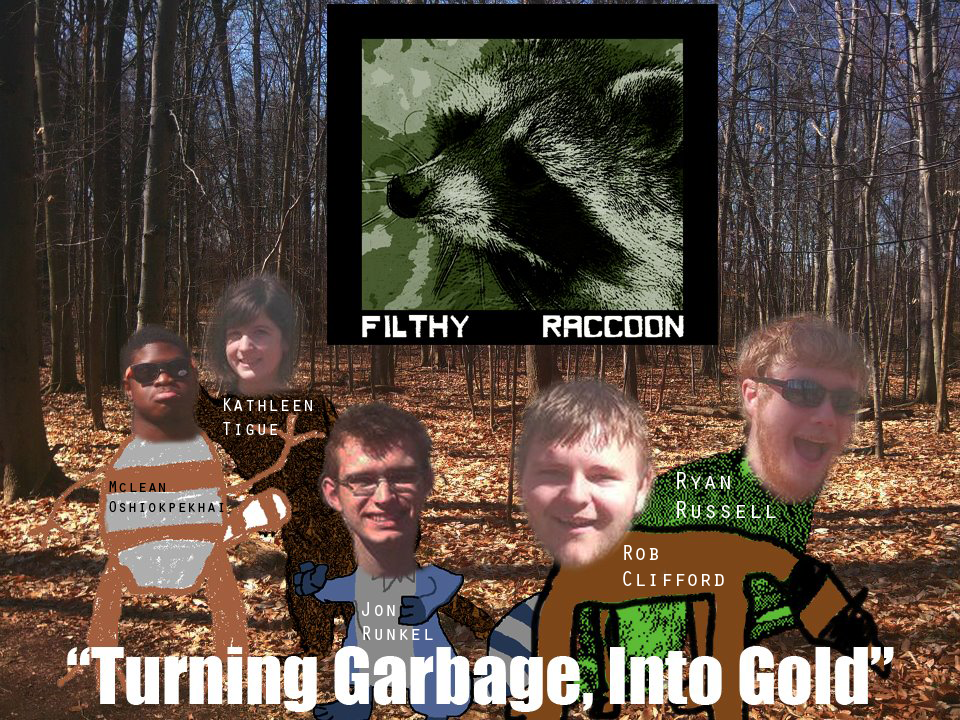 FILTHY RACCOON
Kathleen
Tigue
Mclean
Oshiokpekhai
Ryan
Russell
Rob
Clifford
Jon
Runkel
“Turning Garbage, Into Gold”